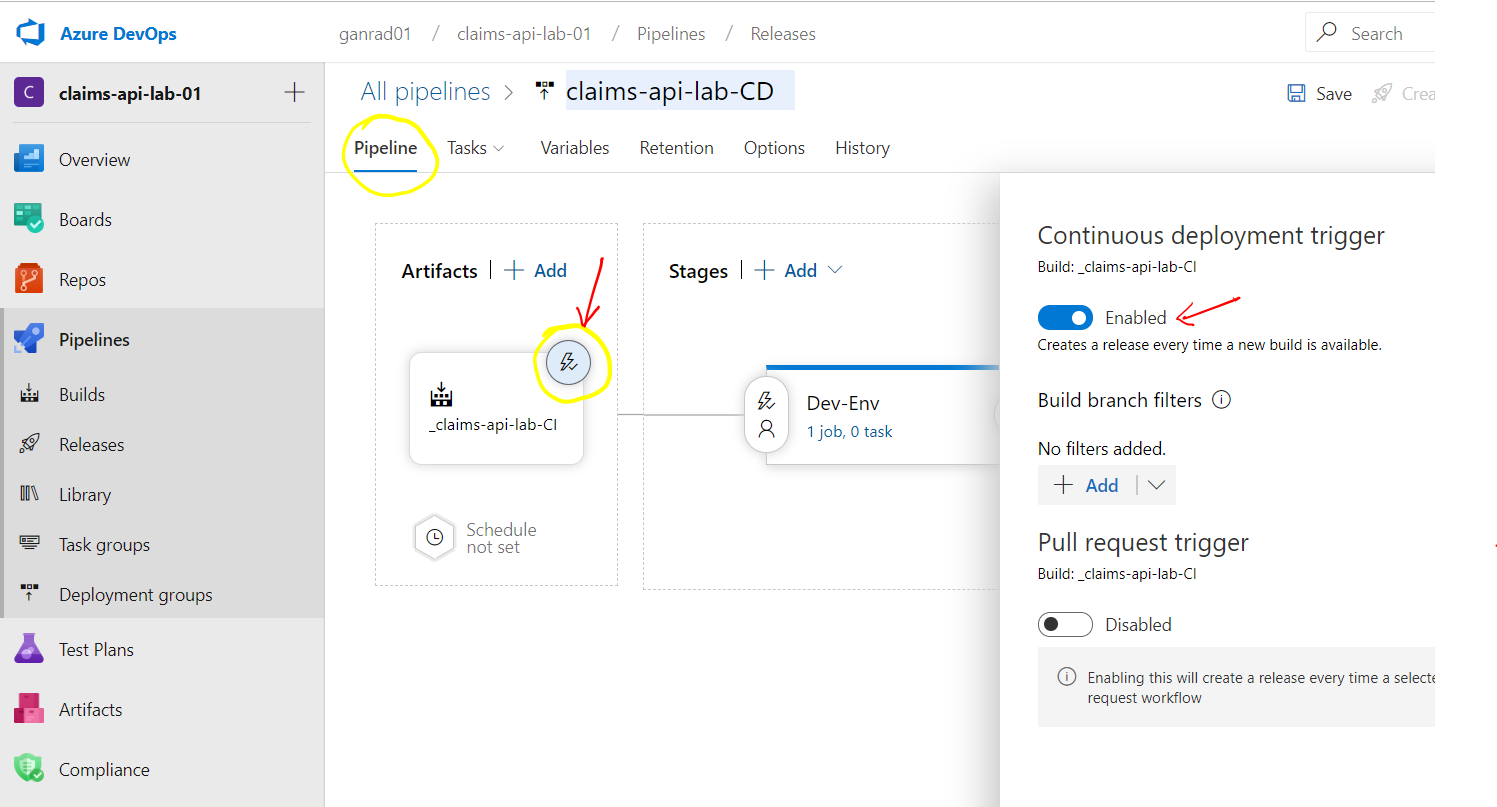 Azure DevOps
ganrad01 / claims-api-lab-01 / Pipelines / Releases
Search
C claims-api-lab-01
All pipelines > claims-api-lab-CD
Save
Crea
Pipeline Tasks Variables Retention Options History
Overview
Boards
Repos
Pipelines
Builds
Releases
Library
Task groups
Deployment groups
Test Plans
Artifacts
Compliance
Artifacts | + Add
_claims-api-lab-CI
Schedule
not set
Stages | + Add
Dev-Env
1 job, 0 task
Continuous deployment trigger
Build: _claims-api-lab-CI
Enabled
Creates a release every time a new build is available.
Build branch filters
No filters added.
+ Add
Pull request trigger
Build: _claims-api-lab-CI
Disabled
Enabling this will create a release every time a selecte
request workflow